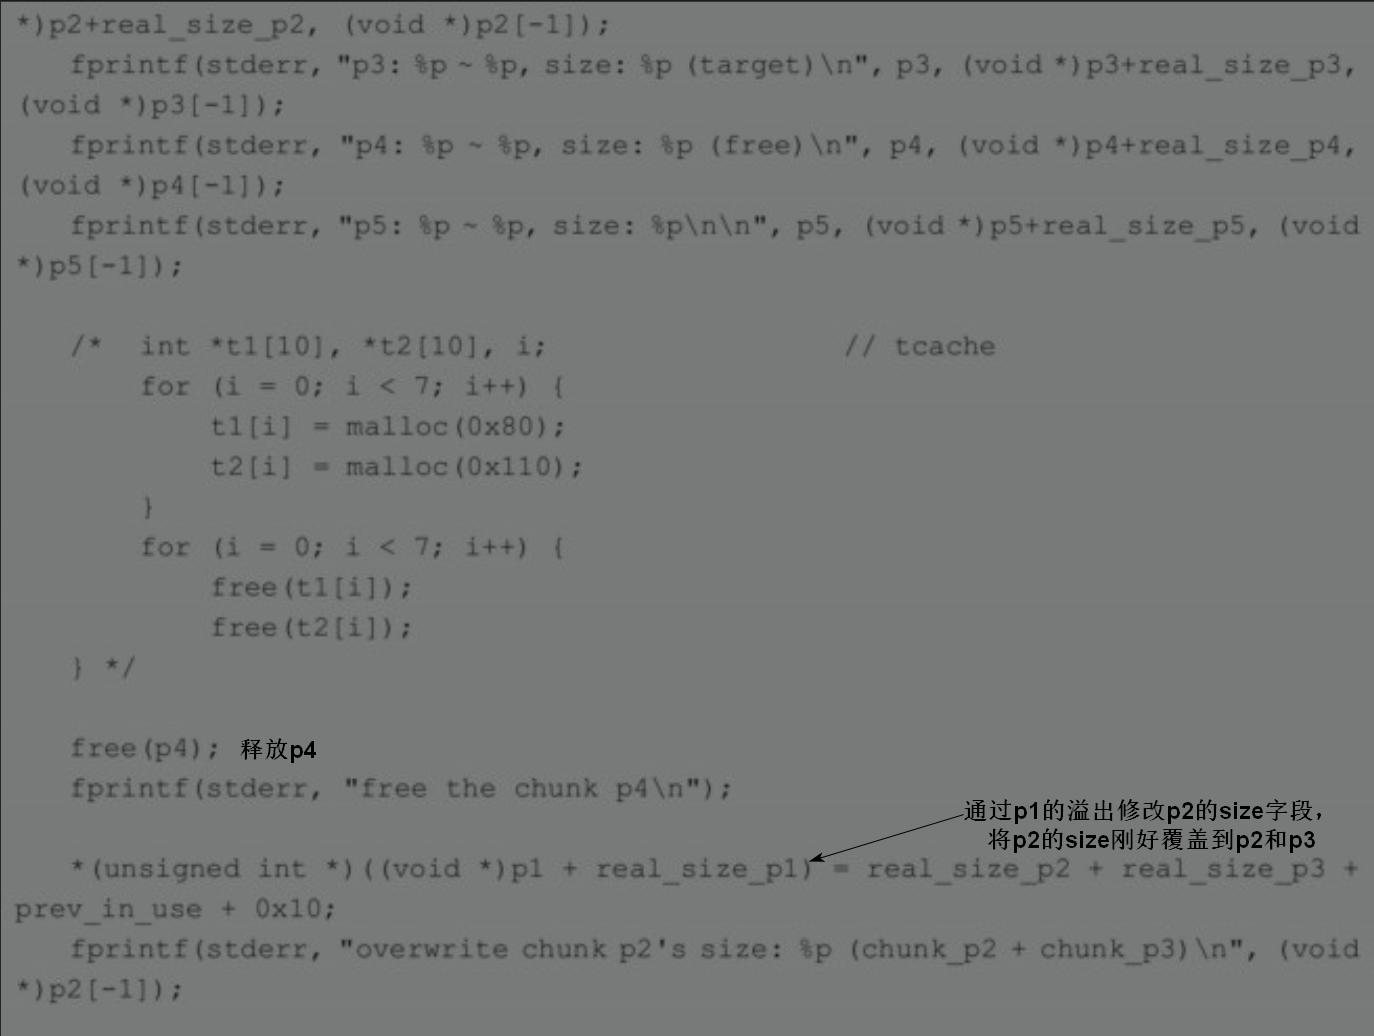 *)p2+real_size_p2, (void *)p2[-1]);
fprintf(stderr, "p3: %p ~ %p, size: %p (target)\n", p3, (void *)p3+real_size_p3,
(void *)p3[-1]);
fprintf(stderr, "p4: %p ~ %p, size: %p (free)\n", p4, (void *)p4+real_size_p4,
(void *)p4[-1]);
fprintf(stderr, "p5: %p ~ %p, size: %p\n\n", p5, (void *)p5+real_size_p5, (void
*)p5[-1]);
/* int *t1[10], *t2[10], i; // tcache
for (i = 0; i < 7; i++) {
t1[i] = malloc(0x80);
t2[i] = malloc(0x110);
}
for (i = 0; i < 7; i++) {
free(t1[i]);
free(t2[i]);
} */
free(p4); 释放p4
fprintf(stderr, "free the chunk p4\n");
通过p1的溢出修改p2的size字段，
将p2的size刚好覆盖到p2和p3
*(unsigned int *)((void *)p1 + real_size_p1) = real_size_p2 + real_size_p3 +
prev_in_use + 0x10;
fprintf(stderr, "overwrite chunk p2's size: %p (chunk_p2 + chunk_p3)\n", (void
*)p2[-1]);